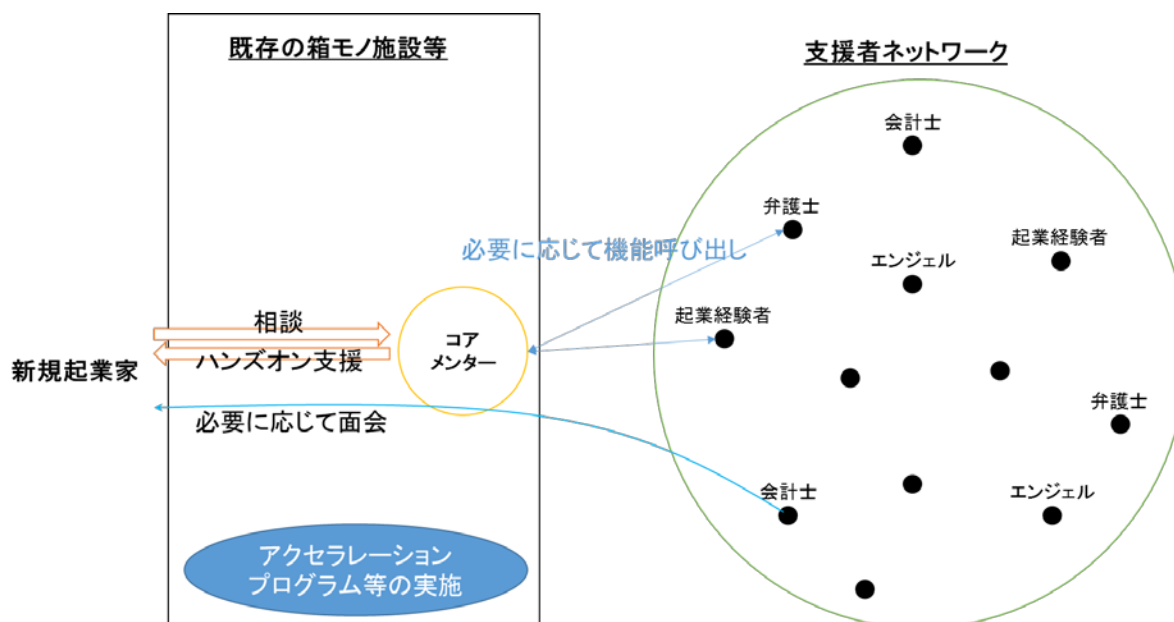 既存の箱モノ施設等
支援者ネットワーク
会計士
弁護士
必要に応じて機能呼び出し
起業経験者
エンジェル
起業経験者
相談
コア
メンター
ハンズオン支援
新規起業家
必要に応じて面会
弁護士
会計士
エンジェル
アクセラレーション
プログラム等の実施